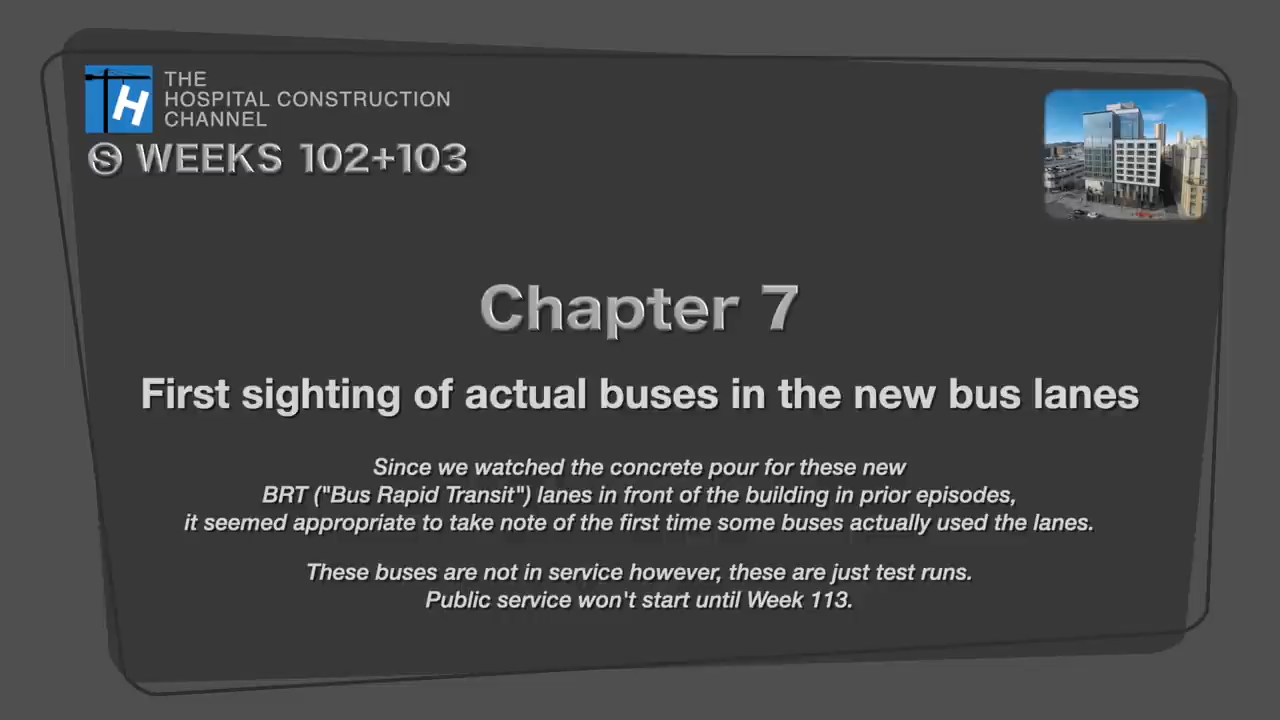 THE
HOSPITAL CONSTRUCTION
CHANNEL
H
S WEEKS 102+103
Chapter 7
First sighting of actual buses in the new bus lanes
Since we watched the concrete pour for these new
BRT ("Bus Rapid Transit") lanes in front of the building in prior episodes,
it seemed appropriate to take note of the first time some buses actually used the lanes.
These buses are not in service however, these are just test runs.
Public service won't start until Week 113.